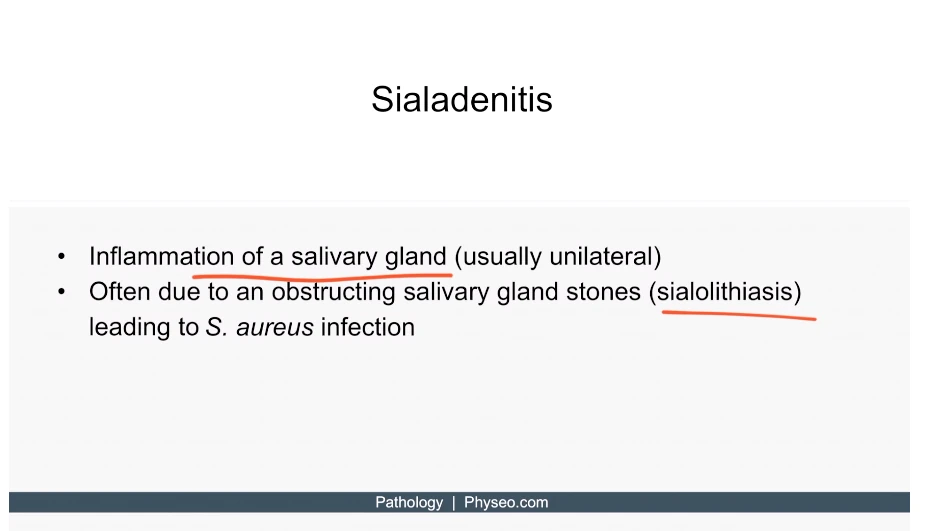 Sialadenitis
• Inflammation of a salivary gland (usually unilateral)
• Often due to an obstructing salivary gland stones (sialolithiasis)
leading to S. aureus infection
Pathology | Physeo.com